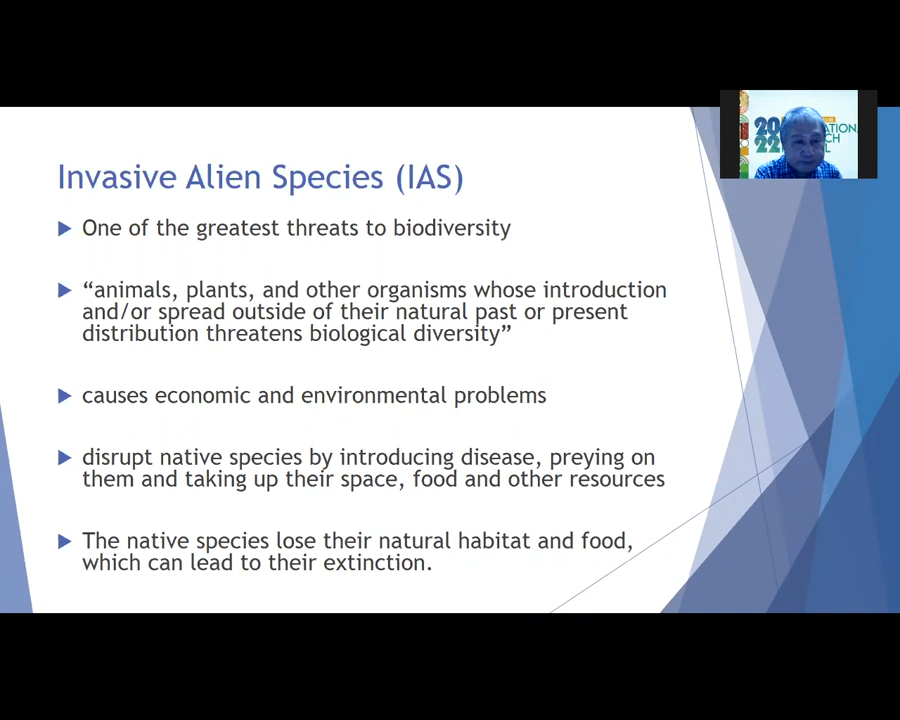 Invasive Alien Species (IAS)
One of the greatest threats to biodiversity
“animals, plants, and other organisms whose introduction
and/or spread outside of their natural past or present
distribution threatens biological diversity”
causes economic and environmental problems
disrupt native species by introducing disease, preying on
them and taking up their space, food and other resources
The native species lose their natural habitat and food,
which can lead to their extinction.
22